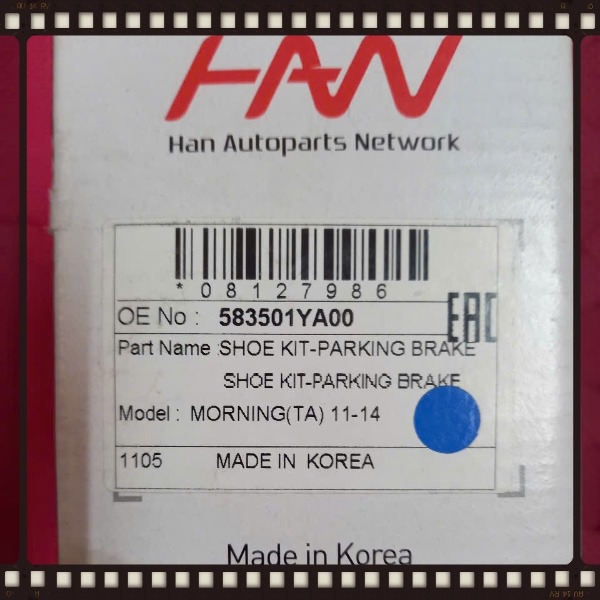 HAN
Han Autoparts Network
*08127986
OE No : 583501YA00
EAC
Part Name :SHOE KIT-PARKING BRAKE
SHOE KIT-PARKING BRAKE
Model : MORNING(TA) 11-14
1105 MADE IN KOREA
Made in Korea